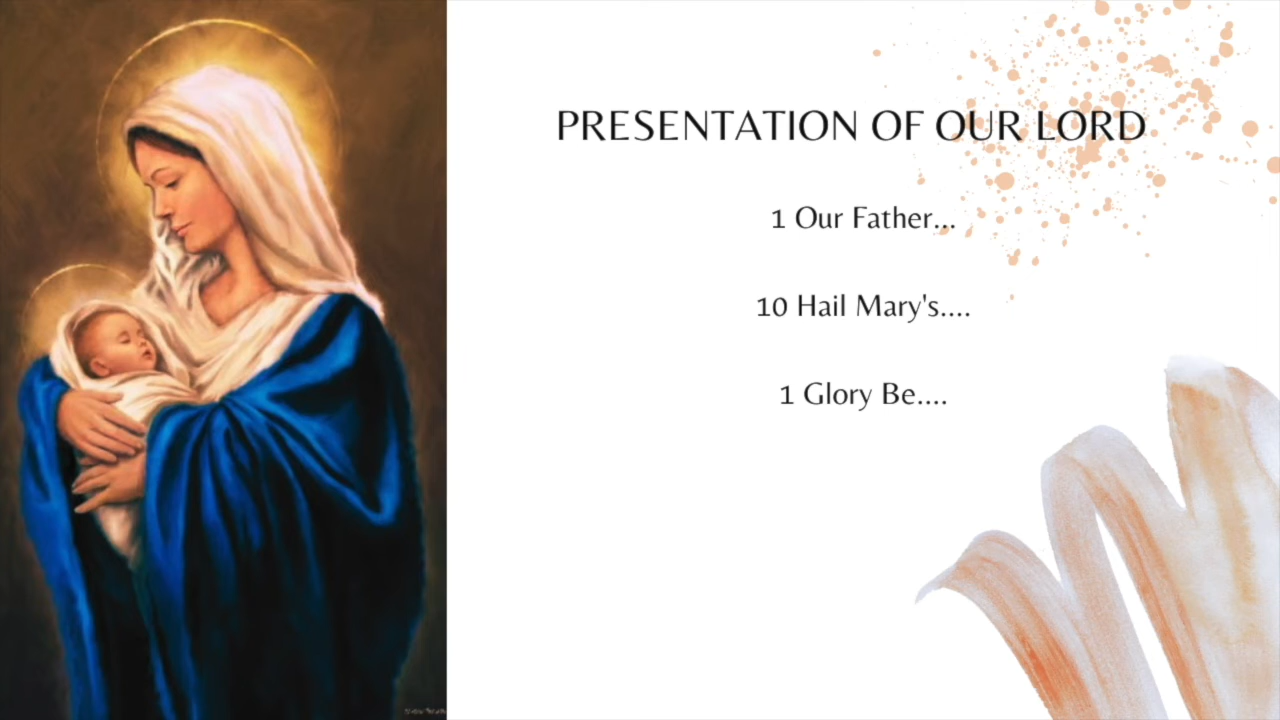 PRESENTATION OF OUR LORD
1 Our Father...
10 Hail Mary's....
1 Glory Be....